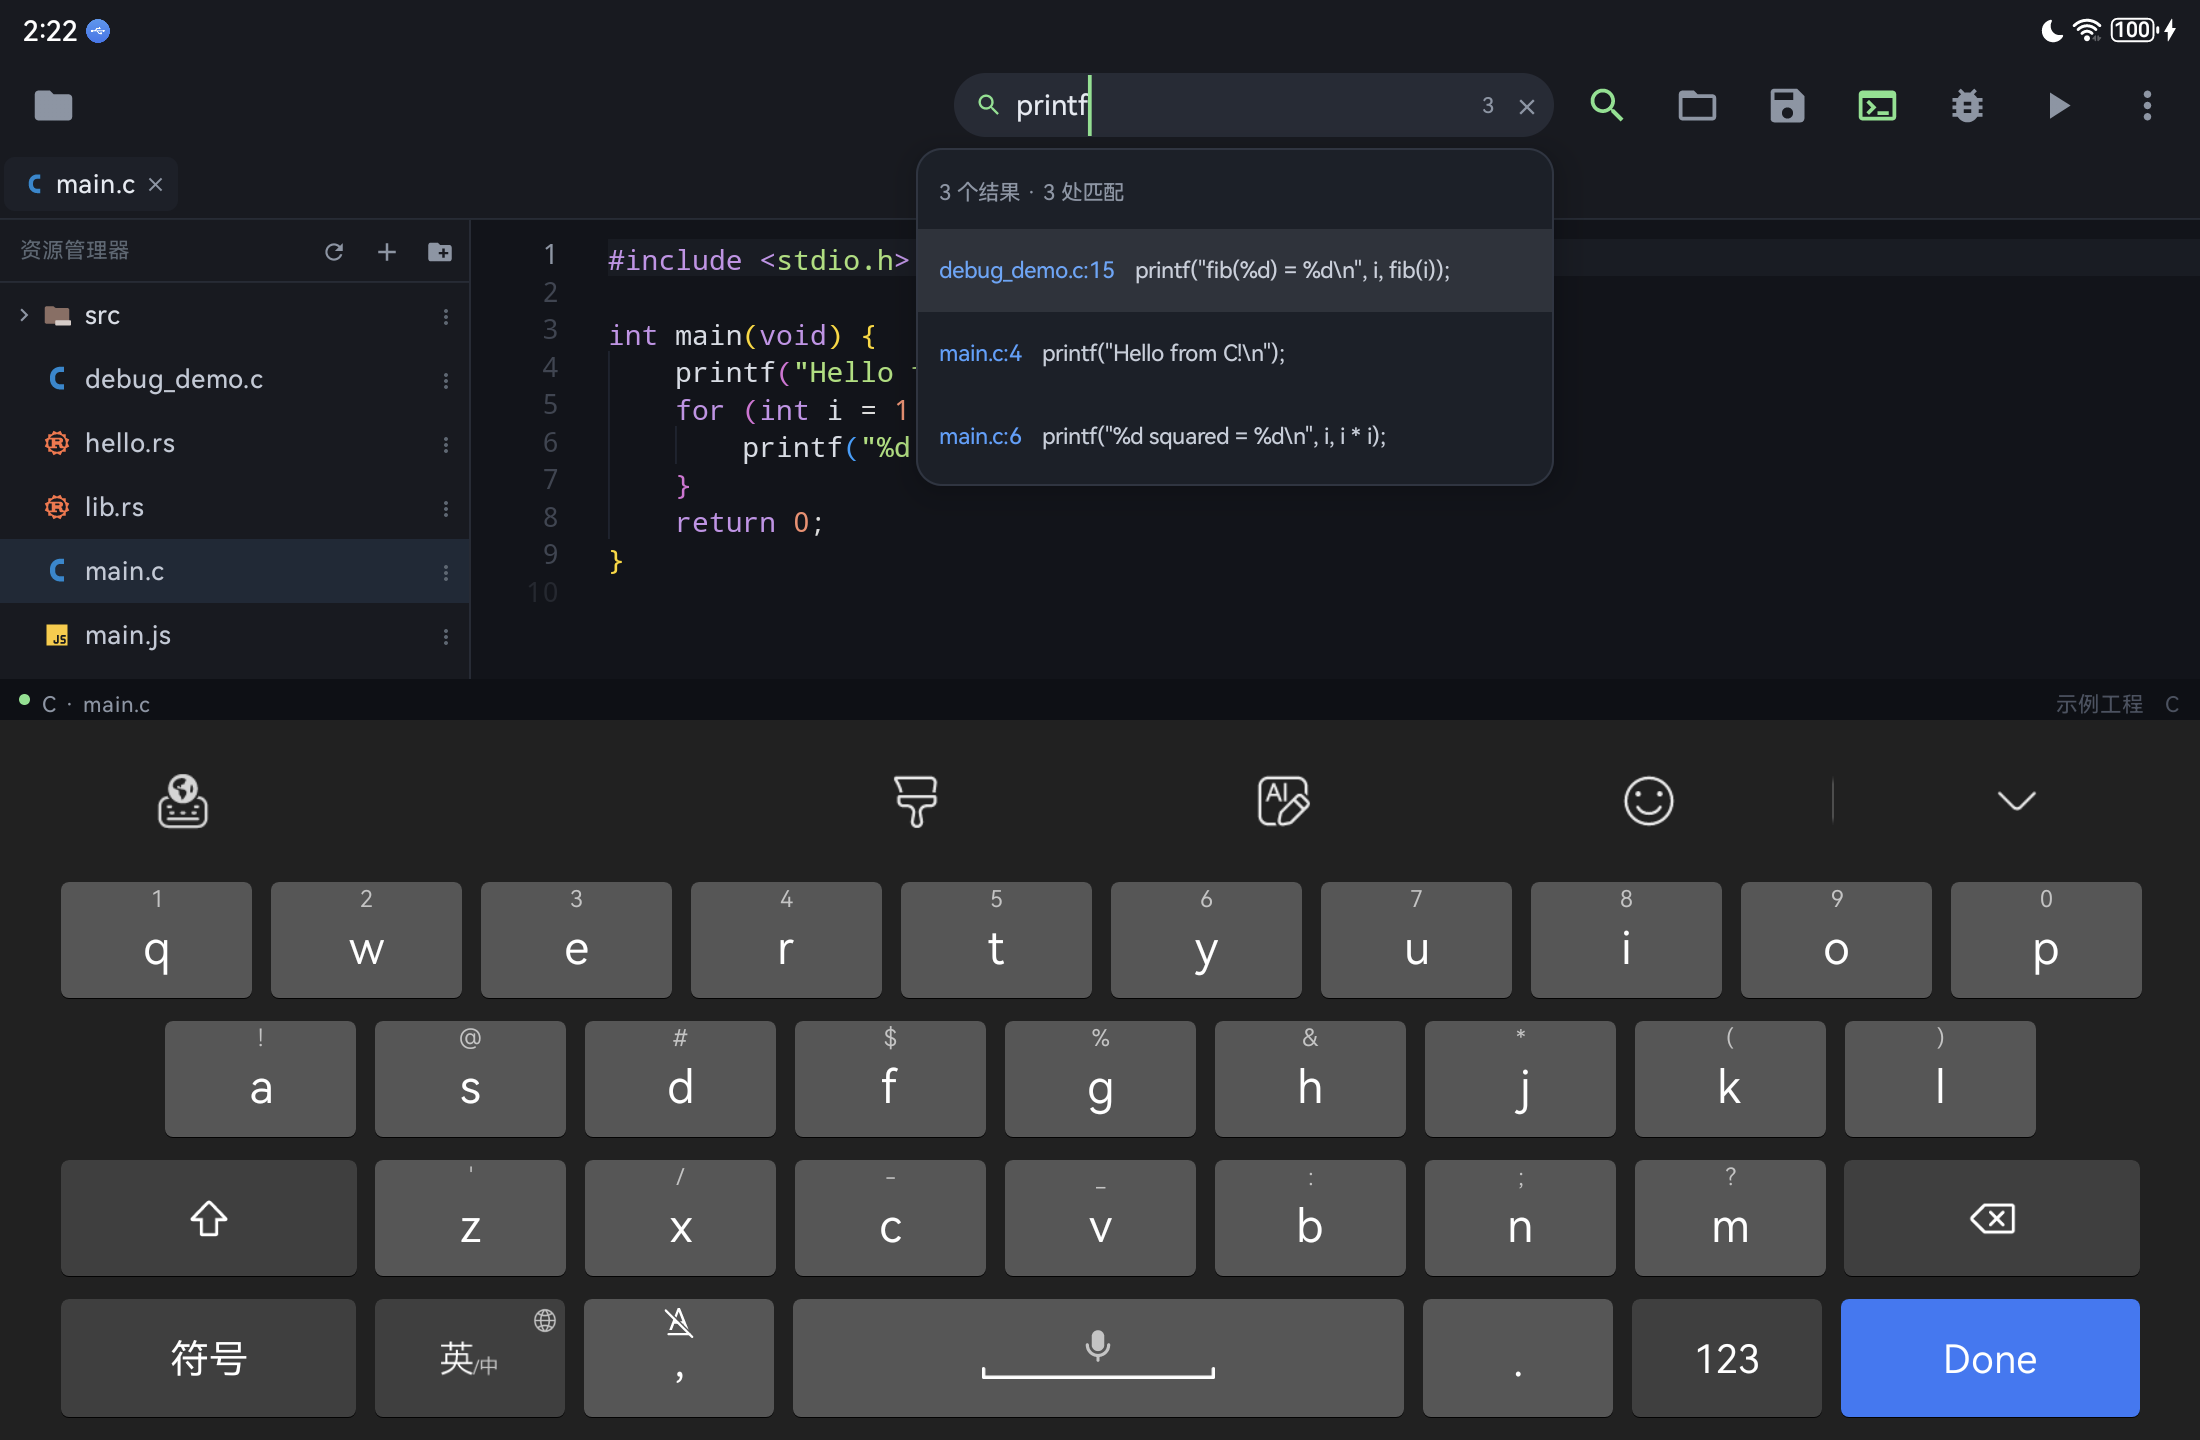 2:22
100
printf
3
main.c
3 个结果 · 3 处匹配
debug_demo.c:15 printf("fib(%d) = %d\n", i, fib(i));
main.c:4 printf("Hello from C!\n");
main.c:6 printf("%d squared = %d\n", i, i * i);
资源管理器
src
debug_demo.c
hello.rs
lib.rs
main.c
JS main.js
1 #include <stdio.h>
2
3 int main(void) {
4 printf("Hello
5 for (int i = 1
6 printf("%d
7 }
8 return 0;
9 }
10
C · main.c
示例工程 C
AI
1 2 3 4 5 6 7 8 9 0
q w e r t y u i o p
! @ # $ % & * ( )
a s d f g h j k l
' / - _ : ; ?
z x c v b n m
符号 英/中 , . 123 Done